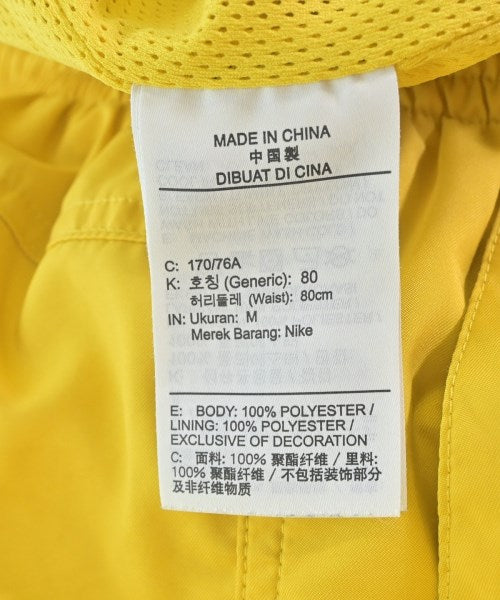 MADE IN CHINA
中国製
DIBUAT DI CINA
C: 170/76A
K: 호칭 (Generic): 80
허리둘레 (Waist): 80cm
IN: Ukuran: M
Merek Barang: Nike
E: BODY: 100% POLYESTER /
LINING: 100% POLYESTER /
EXCLUSIVE OF DECORATION
C: 面料: 100% 聚酯纤维 / 里料:
100% 聚酯纤维 / 不包括装饰部分
及非纤维物质